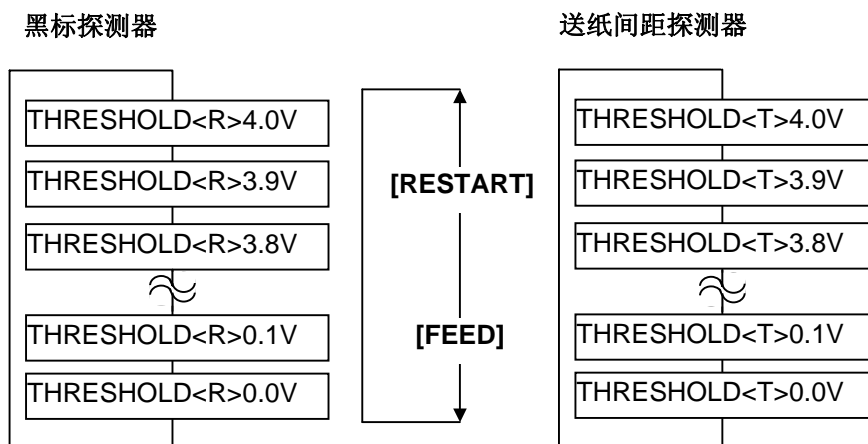 黑标探测器
THRESHOLD<R>4.0V
THRESHOLD<R>3.9V
THRESHOLD<R>3.8V
THRESHOLD<R>0.1V
THRESHOLD<R>0.0V
[RESTART]
[FEED]
送纸间距探测器
THRESHOLD<T>4.0V
THRESHOLD<T>3.9V
THRESHOLD<T>3.8V
THRESHOLD<T>0.1V
THRESHOLD<T>0.0V